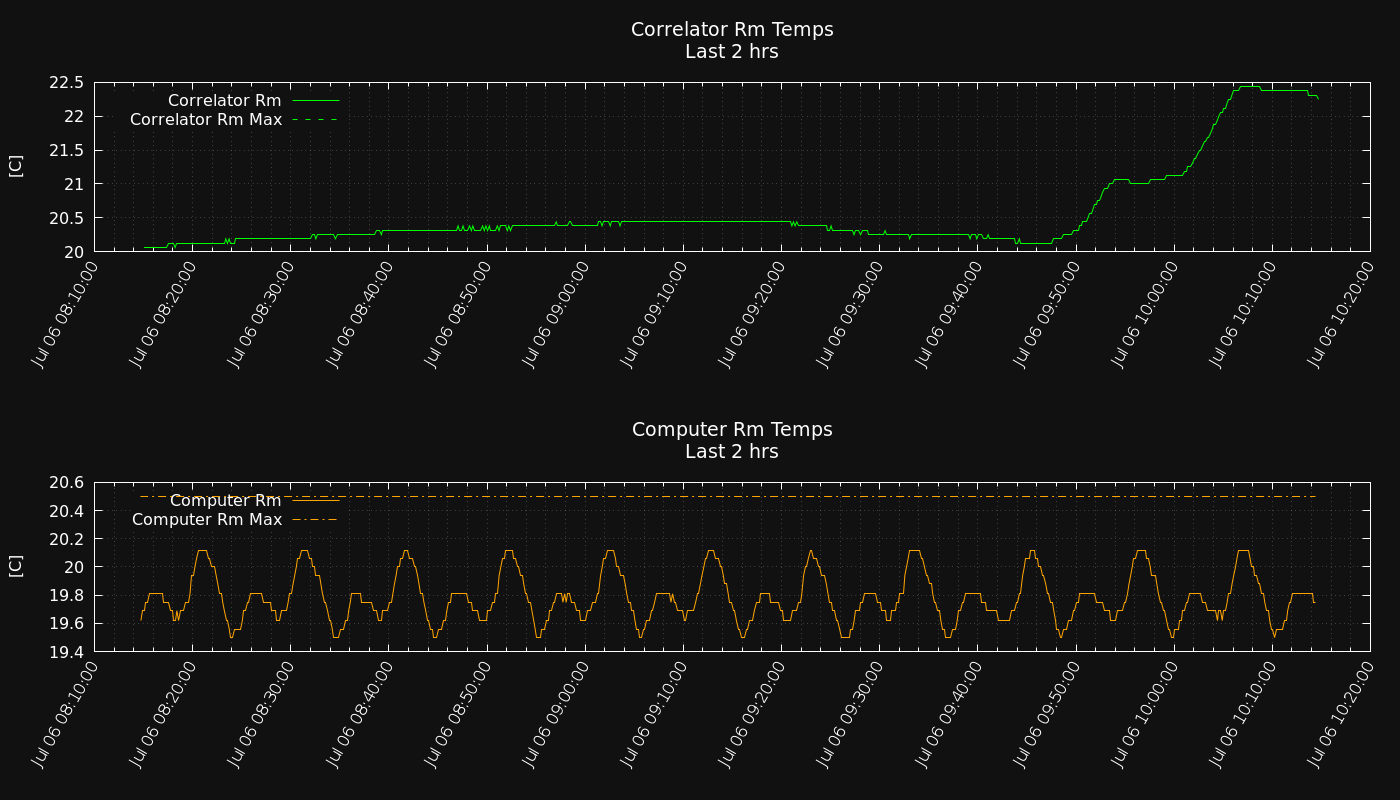 Correlator Rm Temps
Last 2 hrs
22.5
22
21.5
21
20.5
20
[C]
Correlator Rm
Correlator Rm Max
Jul 06 08:10:00
Jul 06 08:20:00
Jul 06 08:30:00
Jul 06 08:40:00
Jul 06 08:50:00
Jul 06 09:00:00
Jul 06 09:10:00
Jul 06 09:20:00
Jul 06 09:30:00
Jul 06 09:40:00
Jul 06 09:50:00
Jul 06 10:00:00
Jul 06 10:10:00
Jul 06 10:20:00
Computer Rm Temps
Last 2 hrs
20.6
20.4
20.2
20
19.8
19.6
19.4
[C]
Computer Rm
Computer Rm Max
Jul 06 08:10:00
Jul 06 08:20:00
Jul 06 08:30:00
Jul 06 08:40:00
Jul 06 08:50:00
Jul 06 09:00:00
Jul 06 09:10:00
Jul 06 09:20:00
Jul 06 09:30:00
Jul 06 09:40:00
Jul 06 09:50:00
Jul 06 10:00:00
Jul 06 10:10:00
Jul 06 10:20:00